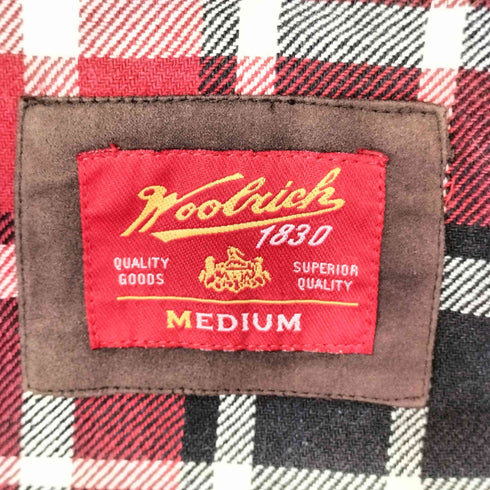 Woolrich
1830
QUALITY GOODS
SUPERIOR QUALITY
MEDIUM